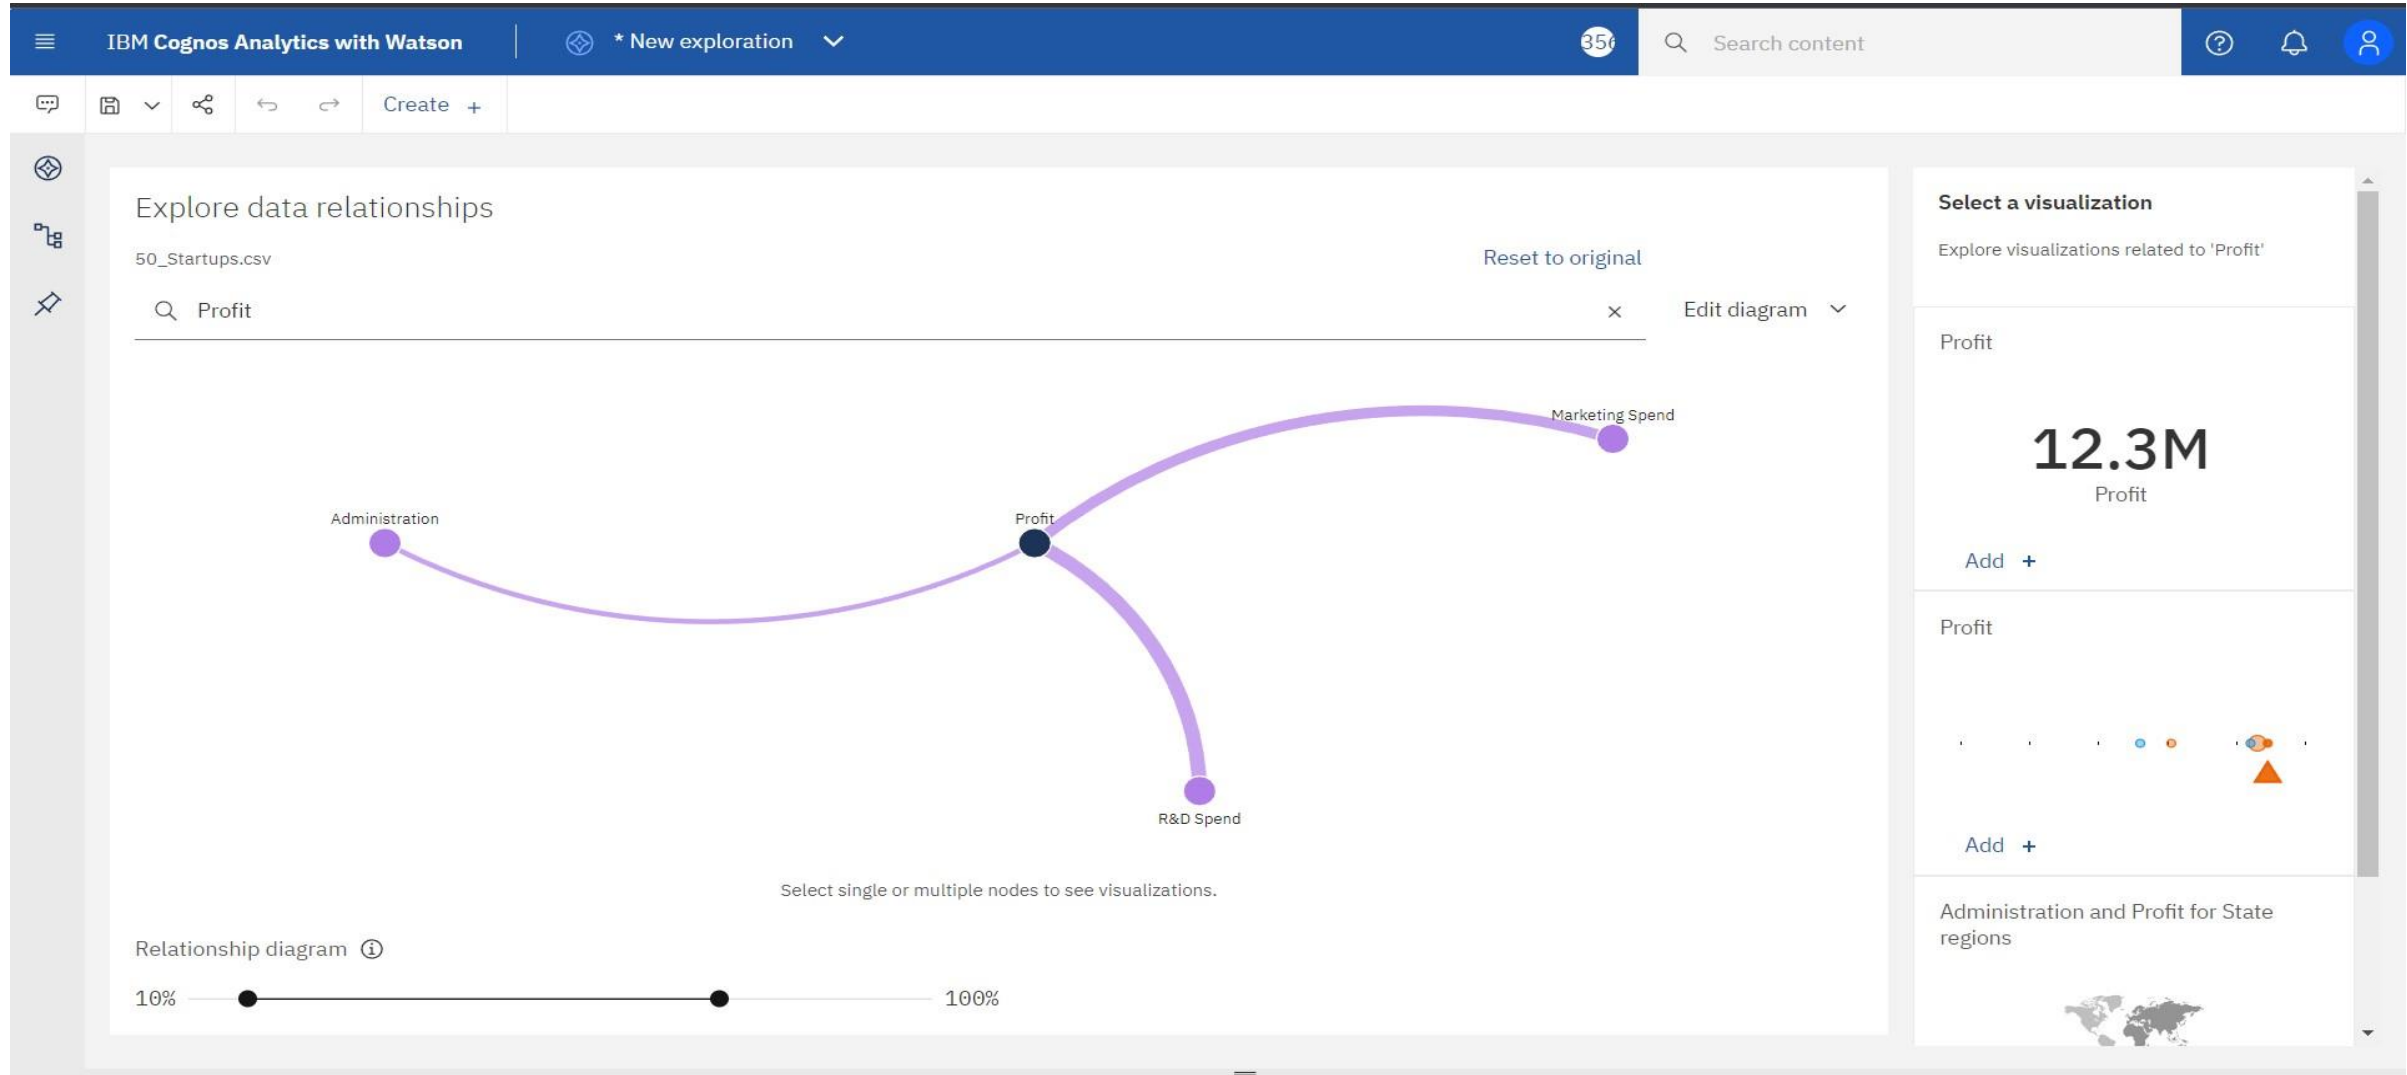 IBM Cognos Analytics with Watson
* New exploration
356
Search content
Create +
Explore data relationships
50_Startups.csv
Reset to original
Profit
Edit diagram
Marketing Spend
Administration
Profit
R&D Spend
Select single or multiple nodes to see visualizations.
Relationship diagram
10%
100%
Select a visualization
Explore visualizations related to 'Profit'
Profit
12.3M
Profit
Add +
Profit
Add +
Administration and Profit for State
regions